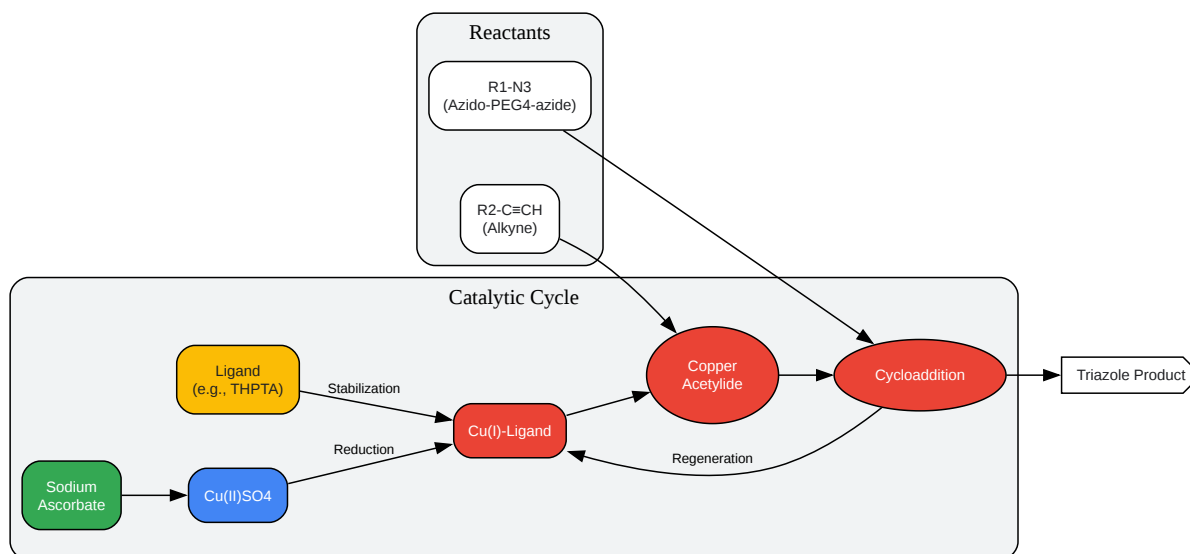 Reactants
R1-N3
(Azido-PEG4-azide)
R2-C≡CH
(Alkyne)
Catalytic Cycle
Ligand
(e.g., THPTA)
Stabilization
Copper
Acetylide
Cycloaddition
Triazole Product
Cu(I)-Ligand
Reduction
Regeneration
Sodium
Ascorbate
Cu(II)SO4